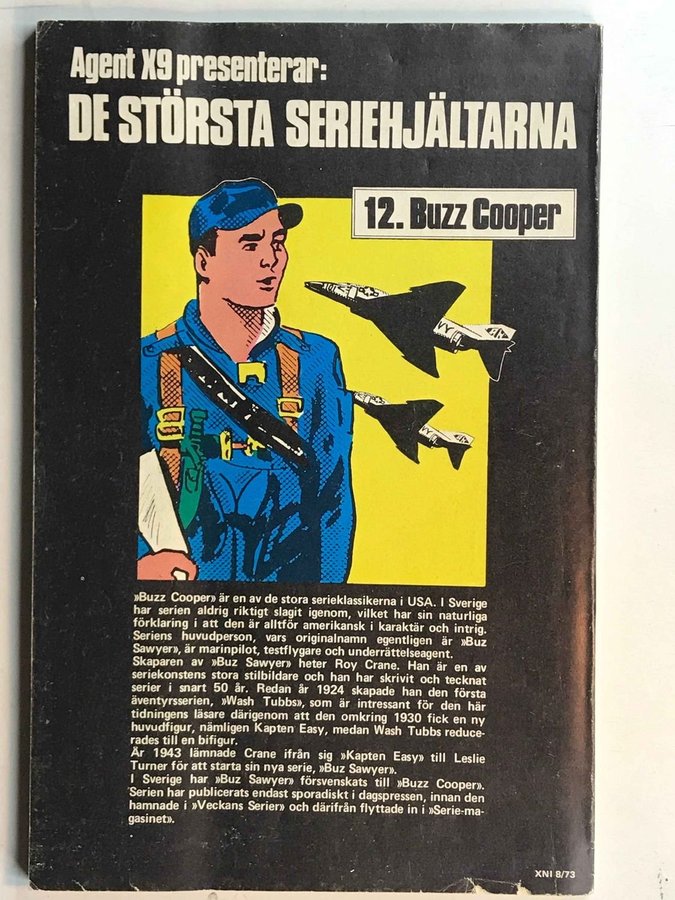 Agent X9 presenterar:
DE STÖRSTA SERIEHJÄLTARNA
12. Buzz Cooper
»Buzz Cooper» är en av de stora serieklassikerna i USA. I Sverige
har serien aldrig riktigt slagit igenom, vilket har sin naturliga
förklaring i att den är alltför amerikansk i karaktär och intrig.
Seriens huvudperson, vars originalnamn egentligen är »Buz
Sawyer», är marinpilot, testflygare och underrättelseagent.
Skaparen av »Buz Sawyer» heter Roy Crane. Han är en av
seriekonstens stora stilbildare och han har skrivit och tecknat
serier i snart 50 år. Redan år 1924 skapade han den första
äventyrsserien, »Wash Tubbs», som är intressant för den här
tidningens läsare därigenom att den omkring 1930 fick en ny
huvudfigur, nämligen Kapten Easy, medan Wash Tubbs reduce-
rades till en bifigur.
År 1943 lämnade Crane ifrån sig »Kapten Easy» till Leslie
Turner för att starta sin nya serie, »Buz Sawyer».
I Sverige har »Buz Sawyer» försvenskats till »Buzz Cooper».
Serien har publicerats endast sporadiskt i dagspressen, innan den
hamnade i »Veckans Serier» och därifrån flyttade in i »Serie-ma-
gasinet».
XNI 8/73